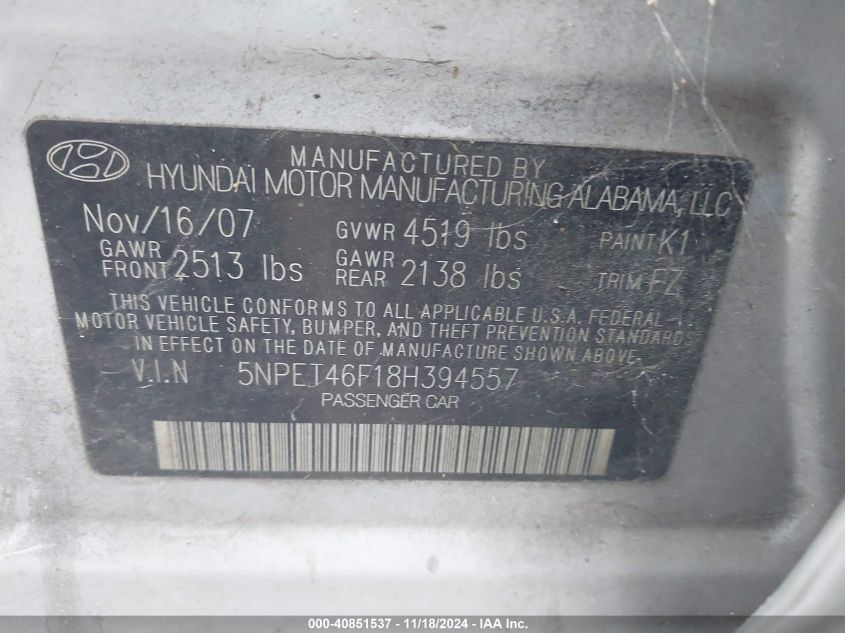 MANUFACTURED BY
HYUNDAI MOTOR MANUFACTURING ALABAMA, LLC
Nov/16/07 GVWR 4519 lbs PAINT K1
GAWR FRONT 2513 lbs GAWR REAR 2138 lbs TRIM FZ
THIS VEHICLE CONFORMS TO ALL APPLICABLE U.S.A. FEDERAL
MOTOR VEHICLE SAFETY, BUMPER, AND THEFT PREVENTION STANDARDS
IN EFFECT ON THE DATE OF MANUFACTURE SHOWN ABOVE.
V.I.N 5NPET46F18H394557
PASSENGER CAR
000-40851537 - 11/18/2024 - IAA Inc.